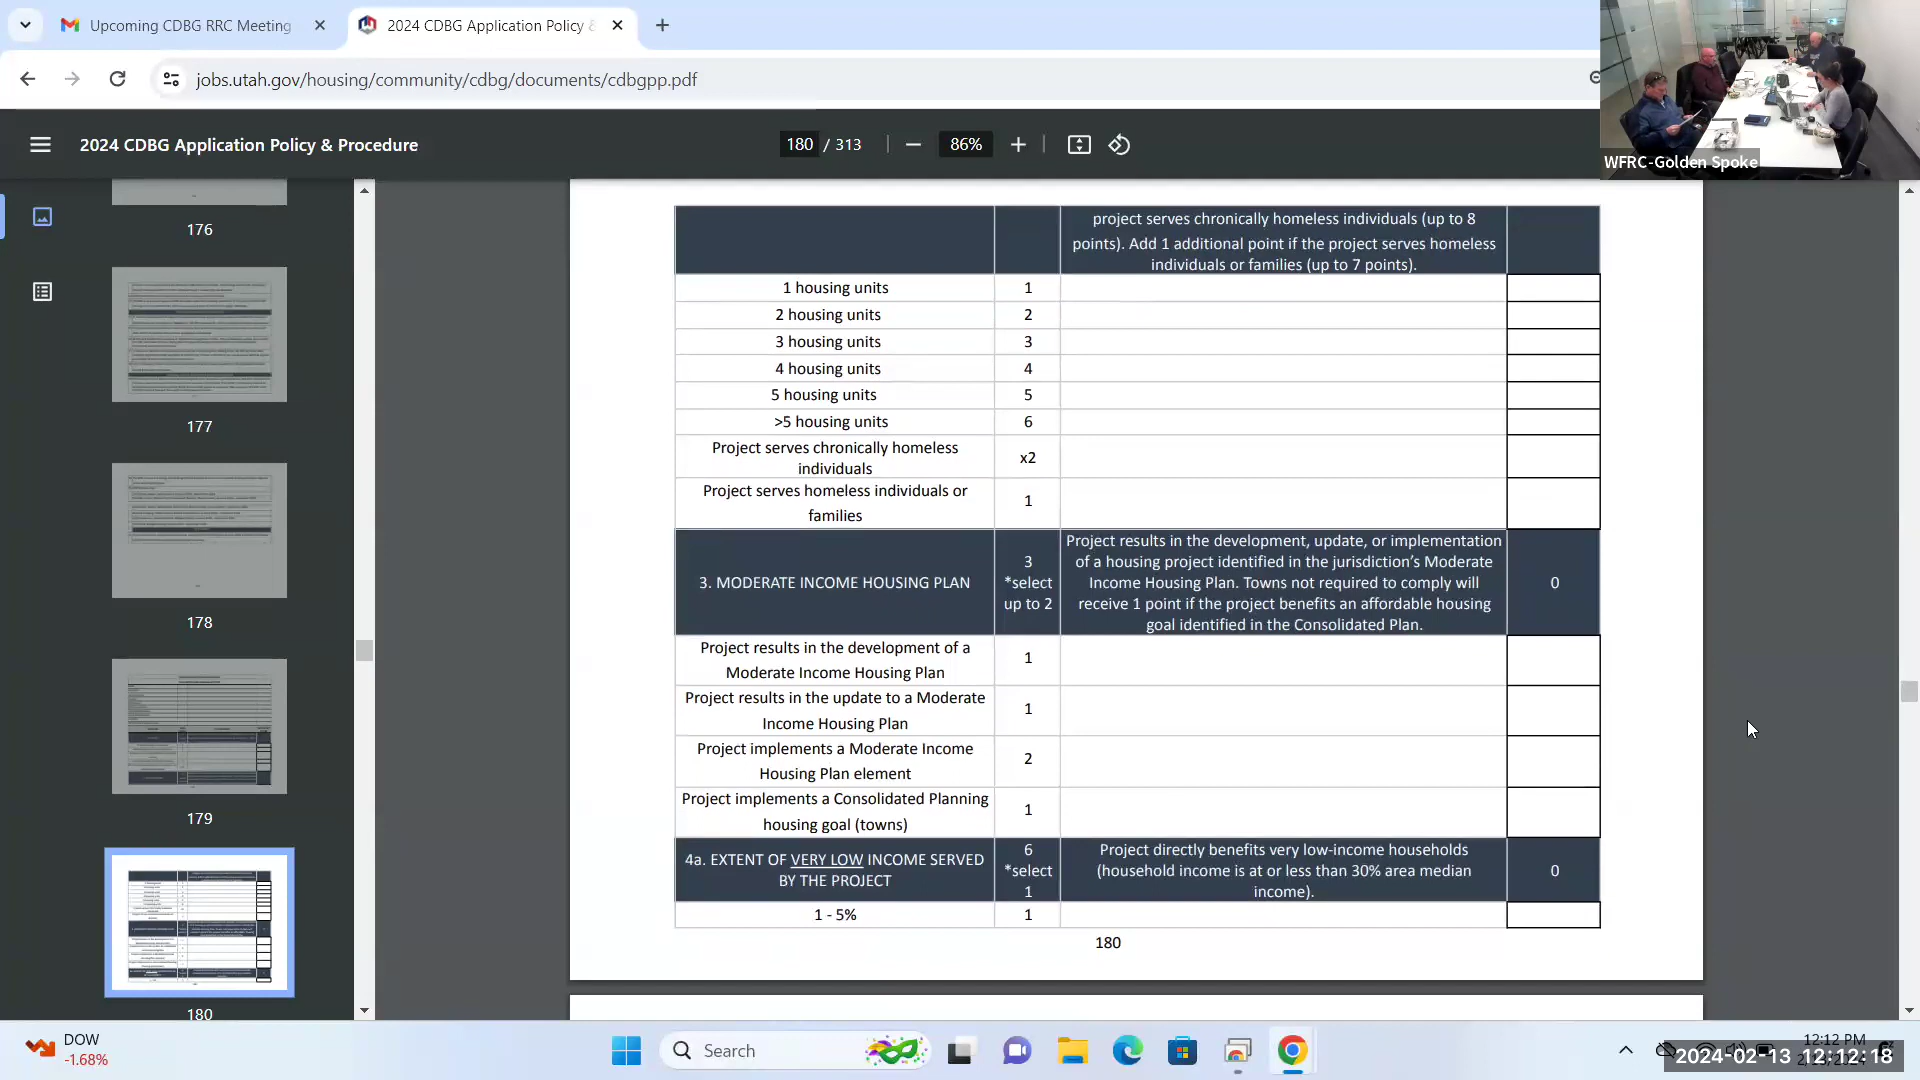 Upcoming CDBG RRC Meeting
2024 CDBG Application Policy &
jobs.utah.gov/housing/community/cdbg/documents/cdbgpp.pdf
WFRC-Golden Spoke
2024 CDBG Application Policy & Procedure
180 / 313
86%
176
177
178
179
180
project serves chronically homeless individuals (up to 8
points). Add 1 additional point if the project serves homeless
individuals or families (up to 7 points).
1 housing units 1
2 housing units 2
3 housing units 3
4 housing units 4
5 housing units 5
>5 housing units 6
Project serves chronically homeless
individuals
x2
Project serves homeless individuals or
families
1
3. MODERATE INCOME HOUSING PLAN
3
*select
up to 2
Project results in the development, update, or implementation
of a housing project identified in the jurisdiction’s Moderate
Income Housing Plan. Towns not required to comply will
receive 1 point if the project benefits an affordable housing
goal identified in the Consolidated Plan.
0
Project results in the development of a
Moderate Income Housing Plan
1
Project results in the update to a Moderate
Income Housing Plan
1
Project implements a Moderate Income
Housing Plan element
2
Project implements a Consolidated Planning
housing goal (towns)
1
4a. EXTENT OF VERY LOW INCOME SERVED
BY THE PROJECT
6
*select
1
Project directly benefits very low-income households
(household income is at or less than 30% area median
income).
0
1 - 5% 1
180
DOW
-1.68%
Search
12:12 PM
2024-02-13 12:12:18